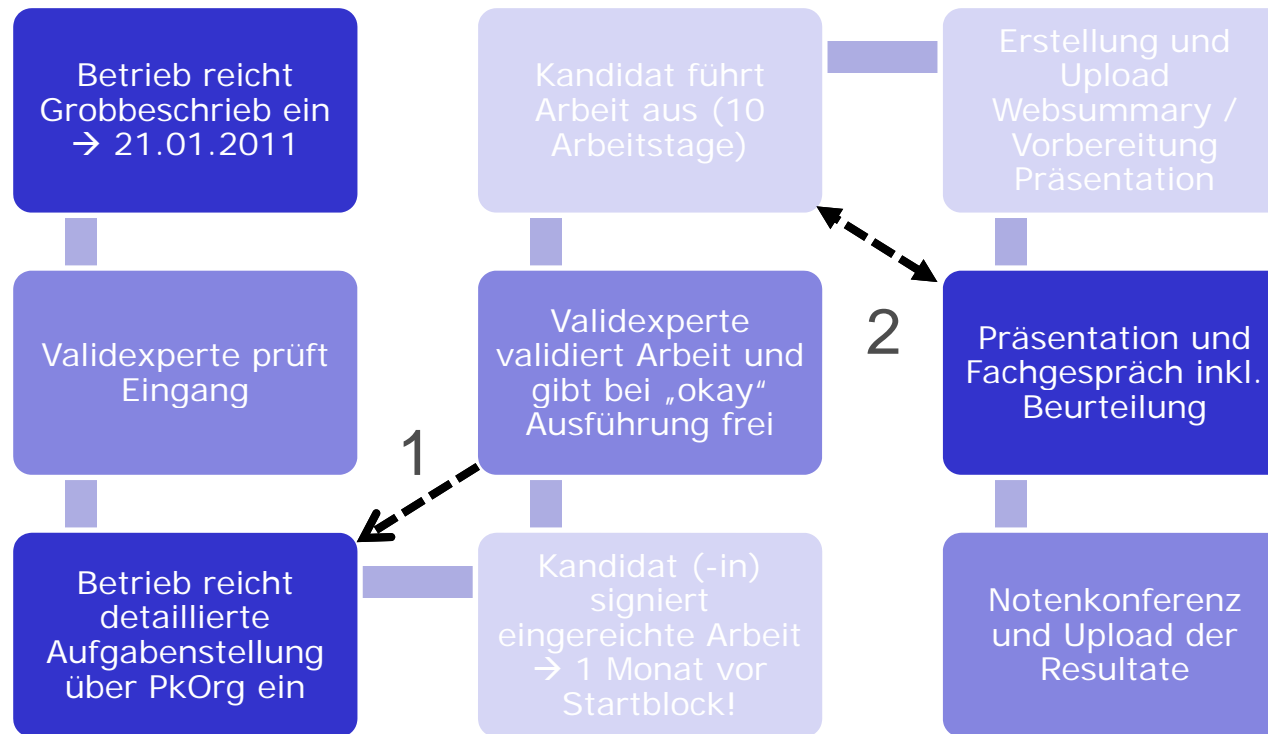 Betrieb reicht
Grobbeschrieb ein
→ 21.01.2011
Validexperte prüft
Eingang
Betrieb reicht
detaillierte
Aufgabenstellung
über PkOrg ein
1
Kandidat (-in)
signiert
eingereichte Arbeit
→ 1 Monat vor
Startblock!
Validexperte
validiert Arbeit und
gibt bei „okay“
Ausführung frei
Kandidat führt
Arbeit aus (10
Arbeitstage)
2
Erstellung und
Upload
Websummary /
Vorbereitung
Präsentation
Präsentation und
Fachgespräch inkl.
Beurteilung
Notenkonferenz
und Upload der
Resultate